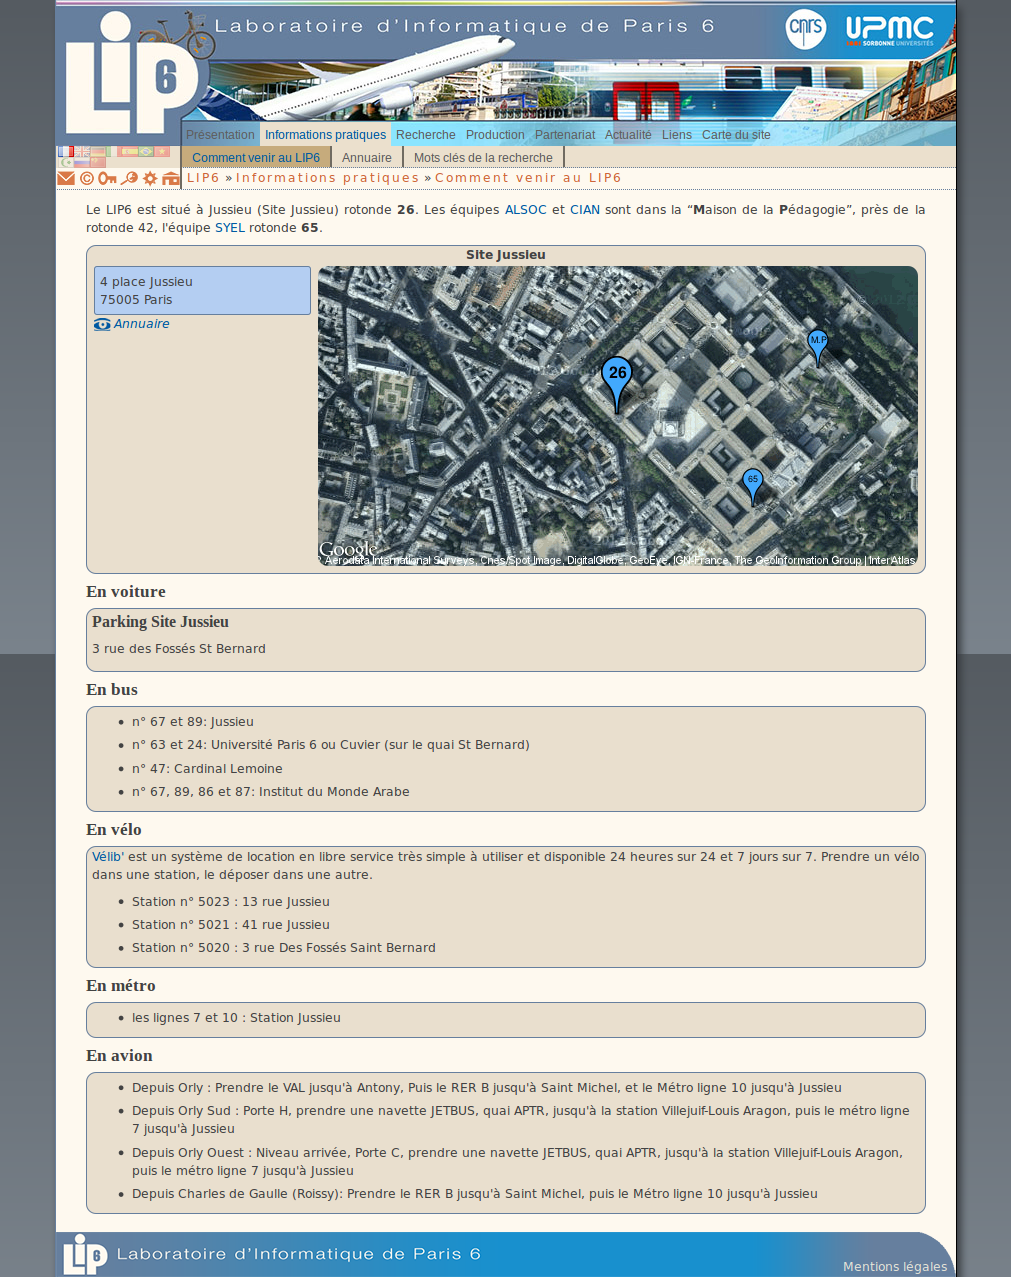 Laboratoire d'Informatique de Paris 6
cnrs
UPMC
SORBONNE UNIVERSITÉS
LIP6
Présentation Informations pratiques Recherche Production Partenariat Actualité Liens Carte du site
Comment venir au LIP6 Annuaire Mots clés de la recherche
LIP6 » Informations pratiques » Comment venir au LIP6
Le LIP6 est situé à Jussieu (Site Jussieu) rotonde 26. Les équipes ALSOC et CIAN sont dans la “Maison de la Pédagogie”, près de la
rotonde 42, l'équipe SYEL rotonde 65.
Site Jussieu
4 place Jussieu
75005 Paris
Annuaire
M.P
26
65
Google
Aerodata International Surveys, Cnes/Spot Image, DigitalGlobe, GeoEye, IGN France, The GeoInformation Group | InterAtlas
En voiture
Parking Site Jussieu
3 rue des Fossés St Bernard
En bus
• n° 67 et 89: Jussieu
• n° 63 et 24: Université Paris 6 ou Cuvier (sur le quai St Bernard)
• n° 47: Cardinal Lemoine
• n° 67, 89, 86 et 87: Institut du Monde Arabe
En vélo
Vélib' est un système de location en libre service très simple à utiliser et disponible 24 heures sur 24 et 7 jours sur 7. Prendre un vélo
dans une station, le déposer dans une autre.
• Station n° 5023 : 13 rue Jussieu
• Station n° 5021 : 41 rue Jussieu
• Station n° 5020 : 3 rue Des Fossés Saint Bernard
En métro
• les lignes 7 et 10 : Station Jussieu
En avion
• Depuis Orly : Prendre le VAL jusqu'à Antony, Puis le RER B jusqu'à Saint Michel, et le Métro ligne 10 jusqu'à Jussieu
• Depuis Orly Sud : Porte H, prendre une navette JETBUS, quai APTR, jusqu'à la station Villejuif-Louis Aragon, puis le métro ligne
7 jusqu'à Jussieu
• Depuis Orly Ouest : Niveau arrivée, Porte C, prendre une navette JETBUS, quai APTR, jusqu'à la station Villejuif-Louis Aragon,
puis le métro ligne 7 jusqu'à Jussieu
• Depuis Charles de Gaulle (Roissy): Prendre le RER B jusqu'à Saint Michel, puis le Métro ligne 10 jusqu'à Jussieu
LIP6 Laboratoire d'Informatique de Paris 6
Mentions légales